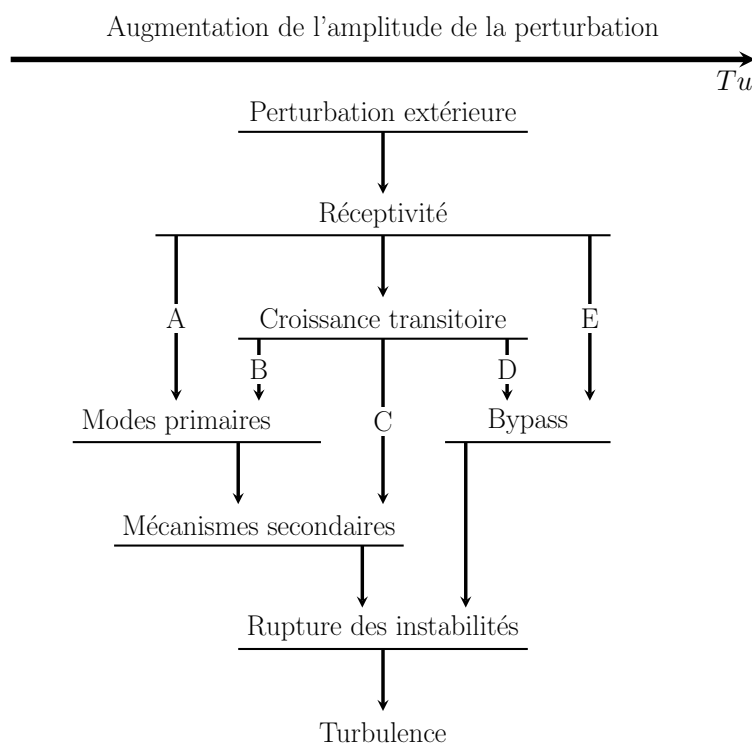 Augmentation de l'amplitude de la perturbation
Tu
Perturbation extérieure
Réceptivité
A
Croissance transitoire
E
B
D
Modes primaires
C
Bypass
Mécanismes secondaires
Rupture des instabilités
Turbulence